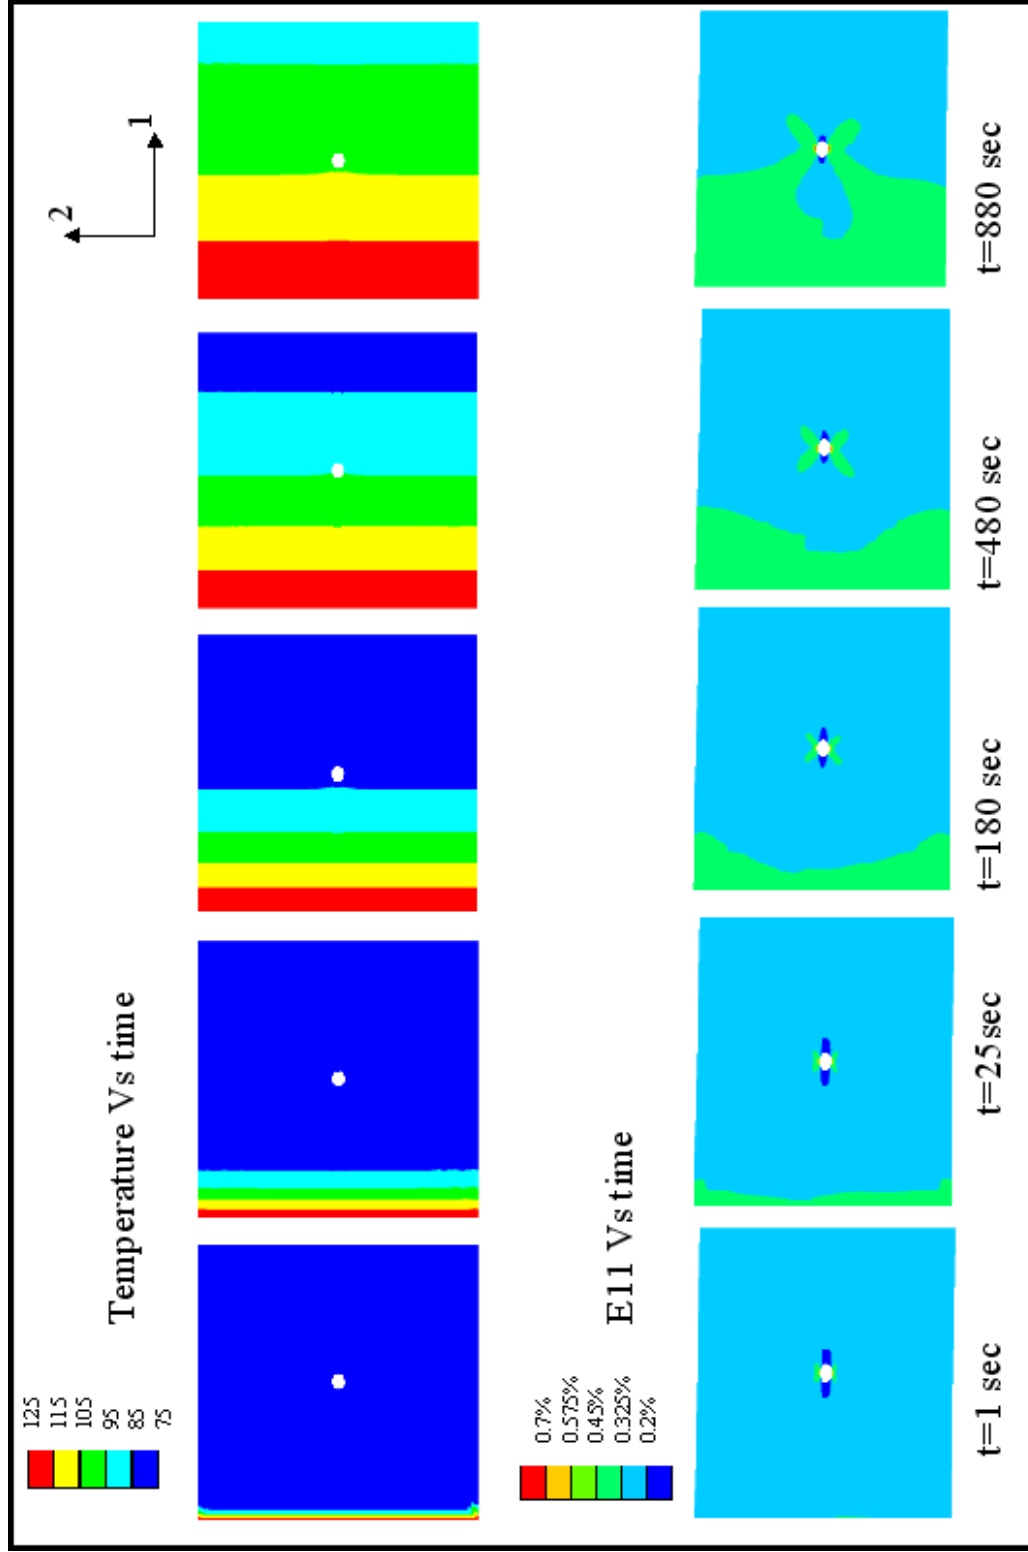 125
115
105
95
85
75
Temperature Vs time
2
1
0.7%
0.575%
0.45%
0.325%
0.2%
E11 Vs time
t=1 sec
t=25sec
t=180 sec
t=480 sec
t=880 sec